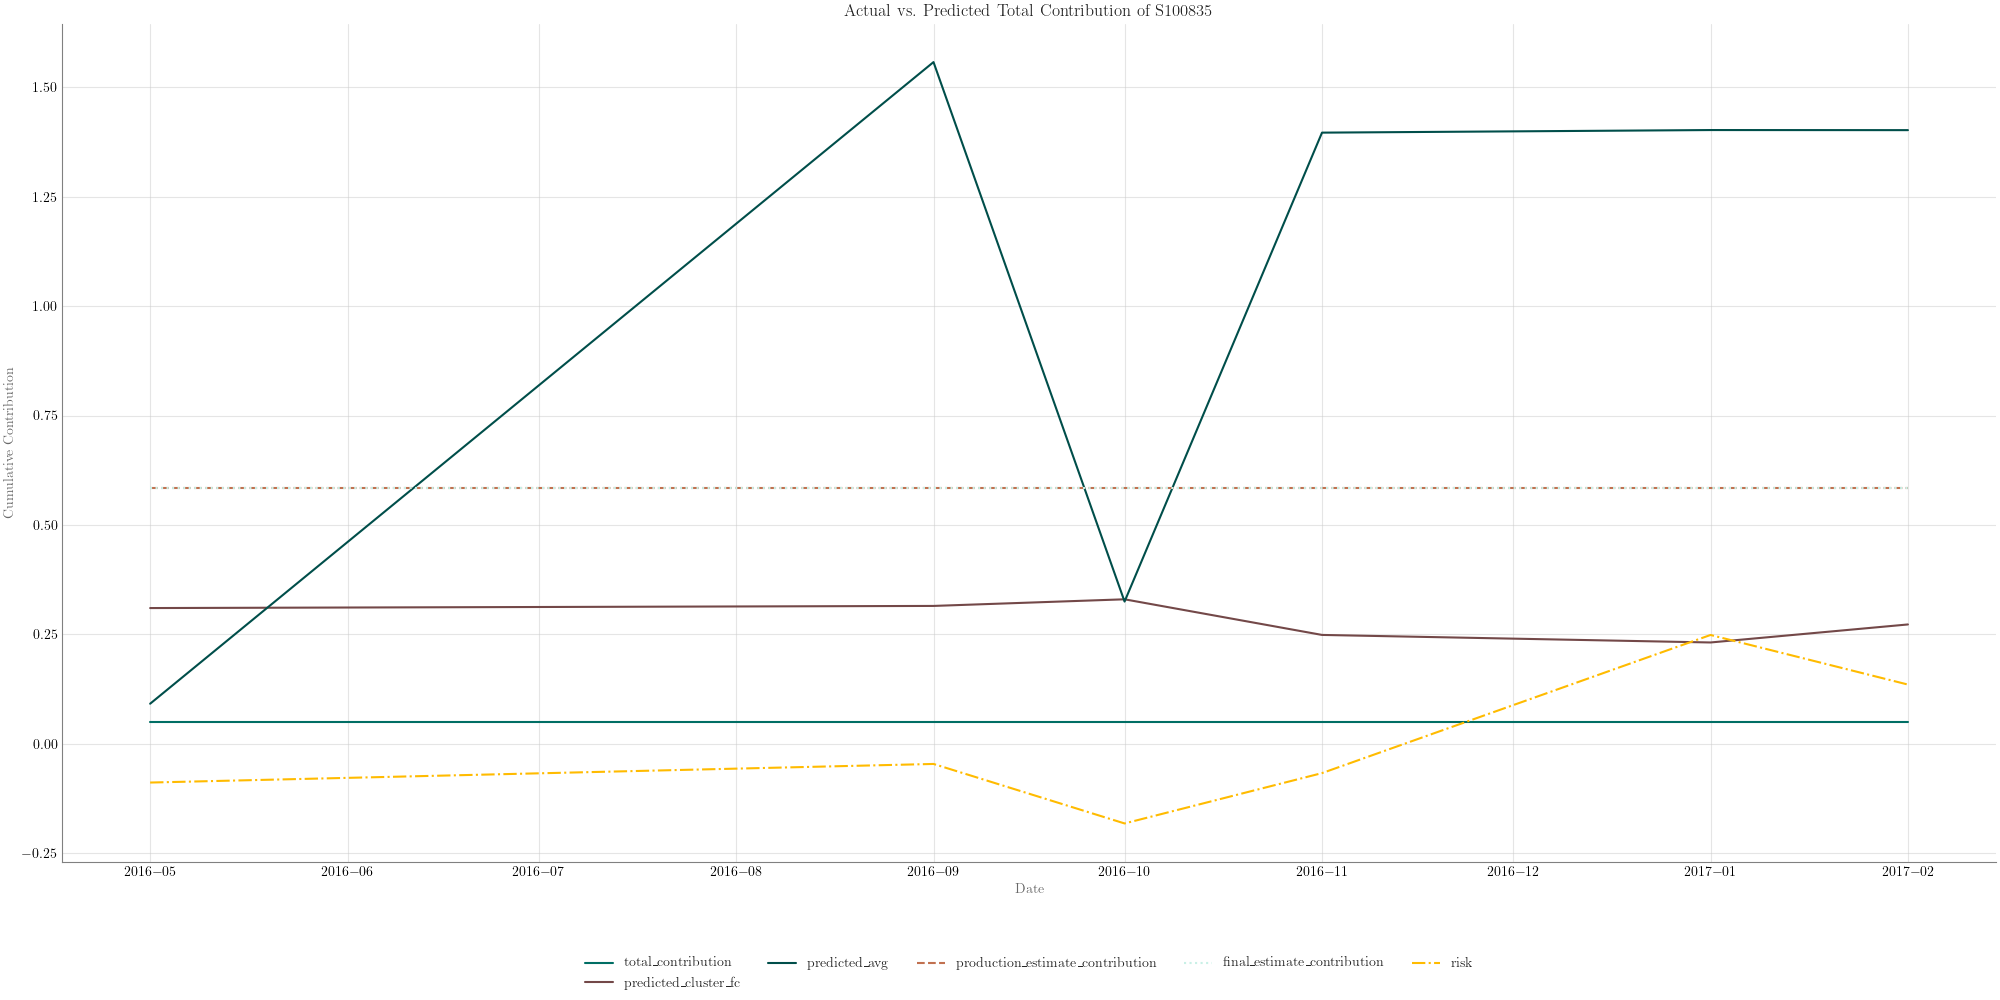 Actual vs. Predicted Total Contribution of S100835
Cumulative Contribution
1.50
1.25
1.00
0.75
0.50
0.25
0.00
−0.25
2016−05 2016−06 2016−07 2016−08 2016−09 2016−10 2016−11 2016−12 2017−01 2017−02
Date
total_contribution predicted_avg production_estimate_contribution final_estimate_contribution risk
predicted_cluster_fc